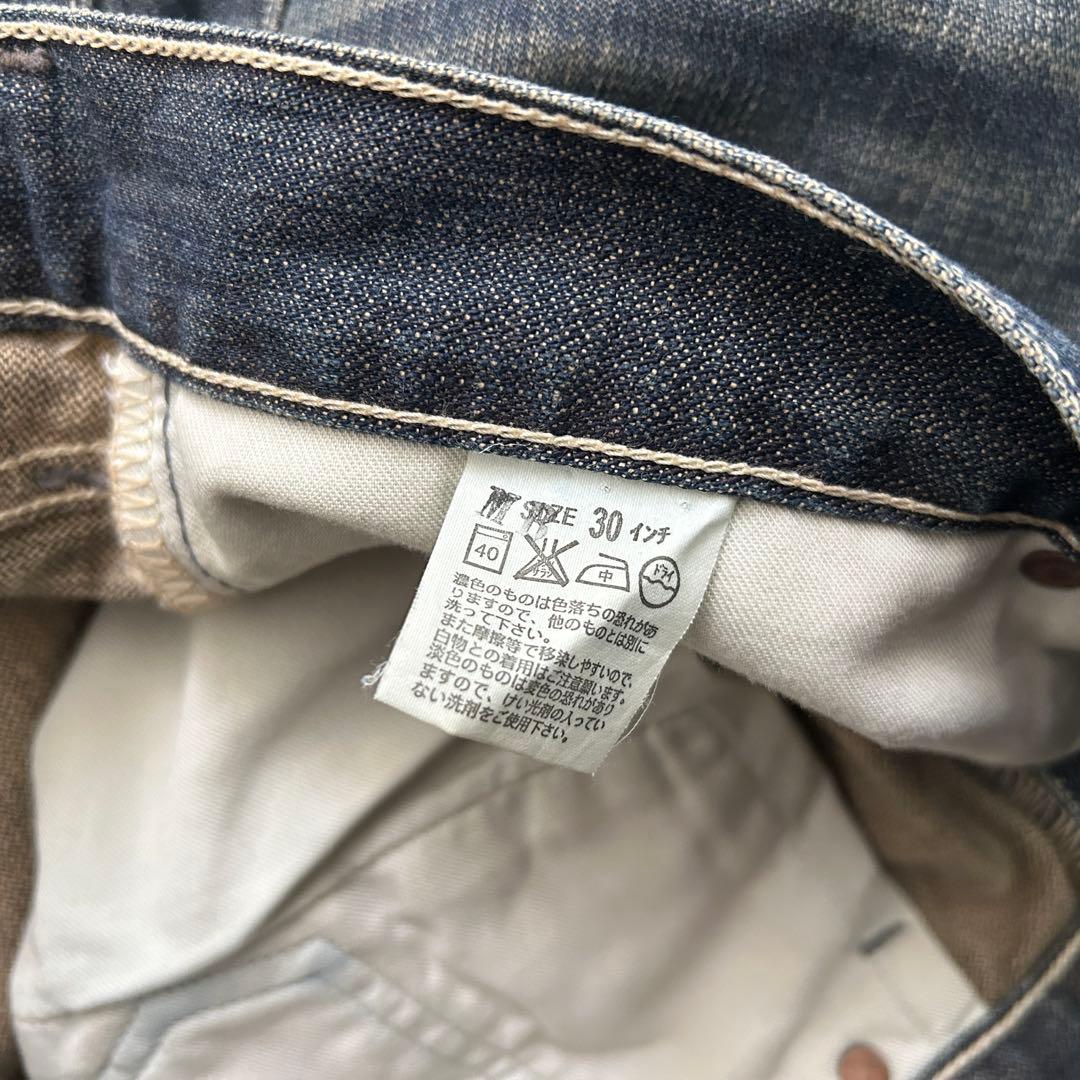 M SIZE 30 インチ
40 サラシ 中 ドライ
濃色のものは色落ちの恐れがあ
りますので、他のものとは別に
洗って下さい。
また摩擦等で移染しやすいので、
白物との着用はご注意願います。
淡色のものは変色の恐れがあり
ますので、けい光剤の入ってい
ない洗剤をご使用下さい。